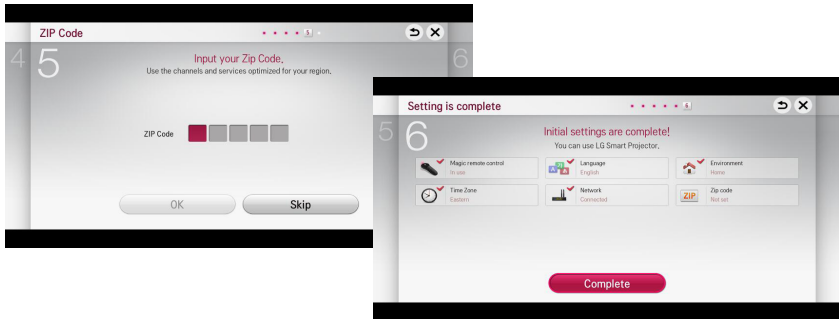 ZIP Code
5
4
5
6
Input your Zip Code,
Use the channels and services optimized for your region,
ZIP Code
OK
Skip
Setting is complete
6
5
6
Initial settings are complete!
You can use LG Smart Projector,
Magic remote control
In use
Language
English
Environment
Home
Time Zone
Eastern
Network
Connected
ZIP
Zip code
Not set
Complete